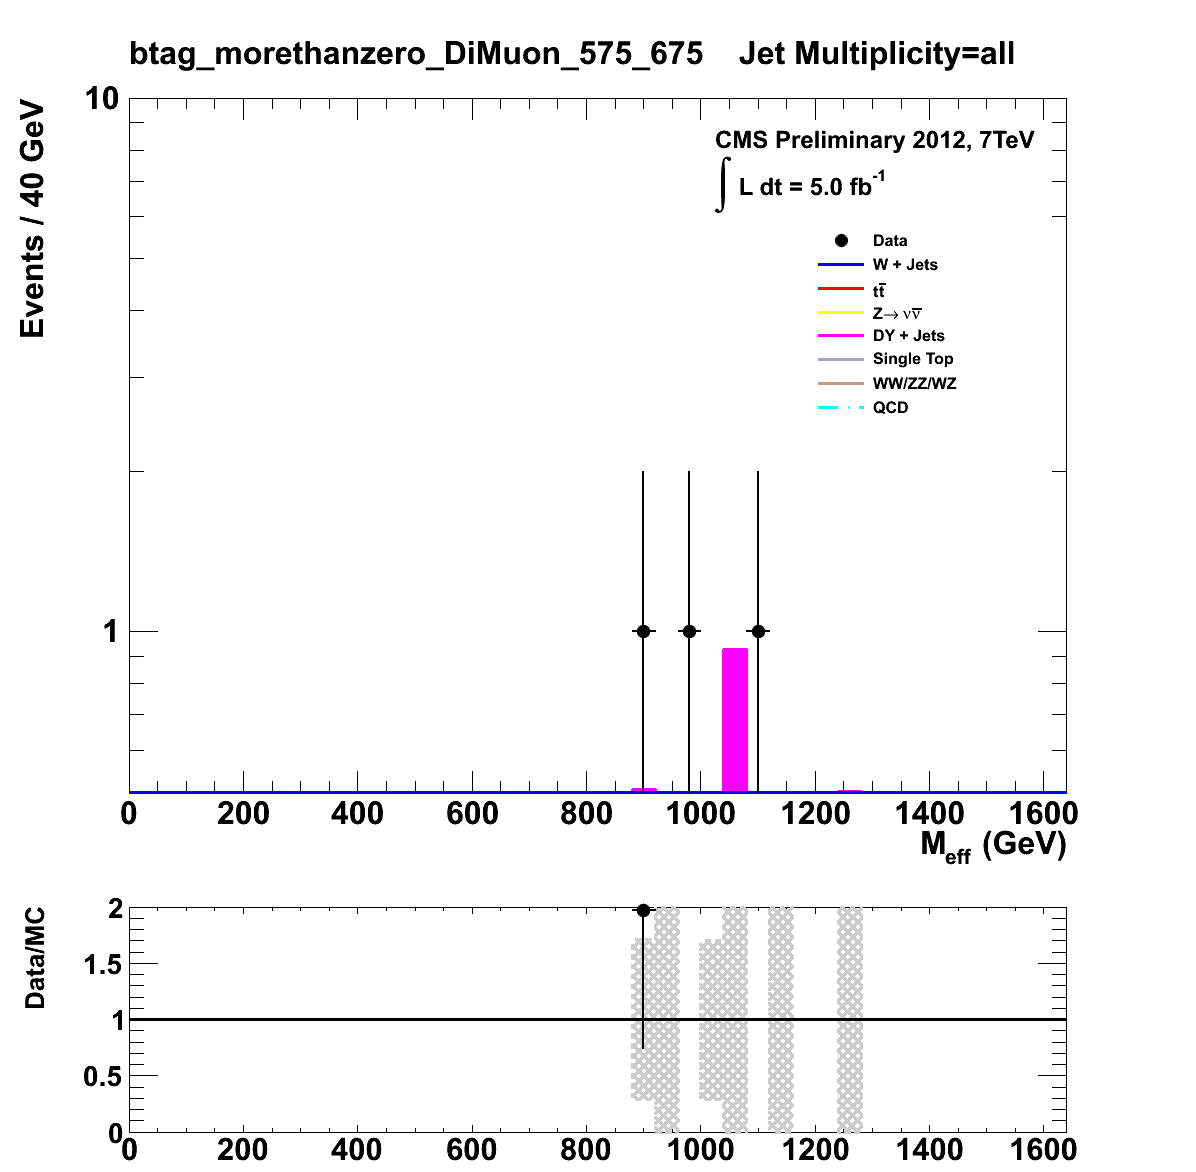 btag_morethanzero_DiMuon_575_675 Jet Multiplicity=all
Events / 40 GeV
10
1
CMS Preliminary 2012, 7TeV
∫ L dt = 5.0 fb⁻¹
Data
W + Jets
tt̅
Z→ νν̅
DY + Jets
Single Top
WW/ZZ/WZ
QCD
0 200 400 600 800 1000 1200 1400 1600
M_eff (GeV)
Data/MC
2
1.5
1
0.5
0
0 200 400 600 800 1000 1200 1400 1600